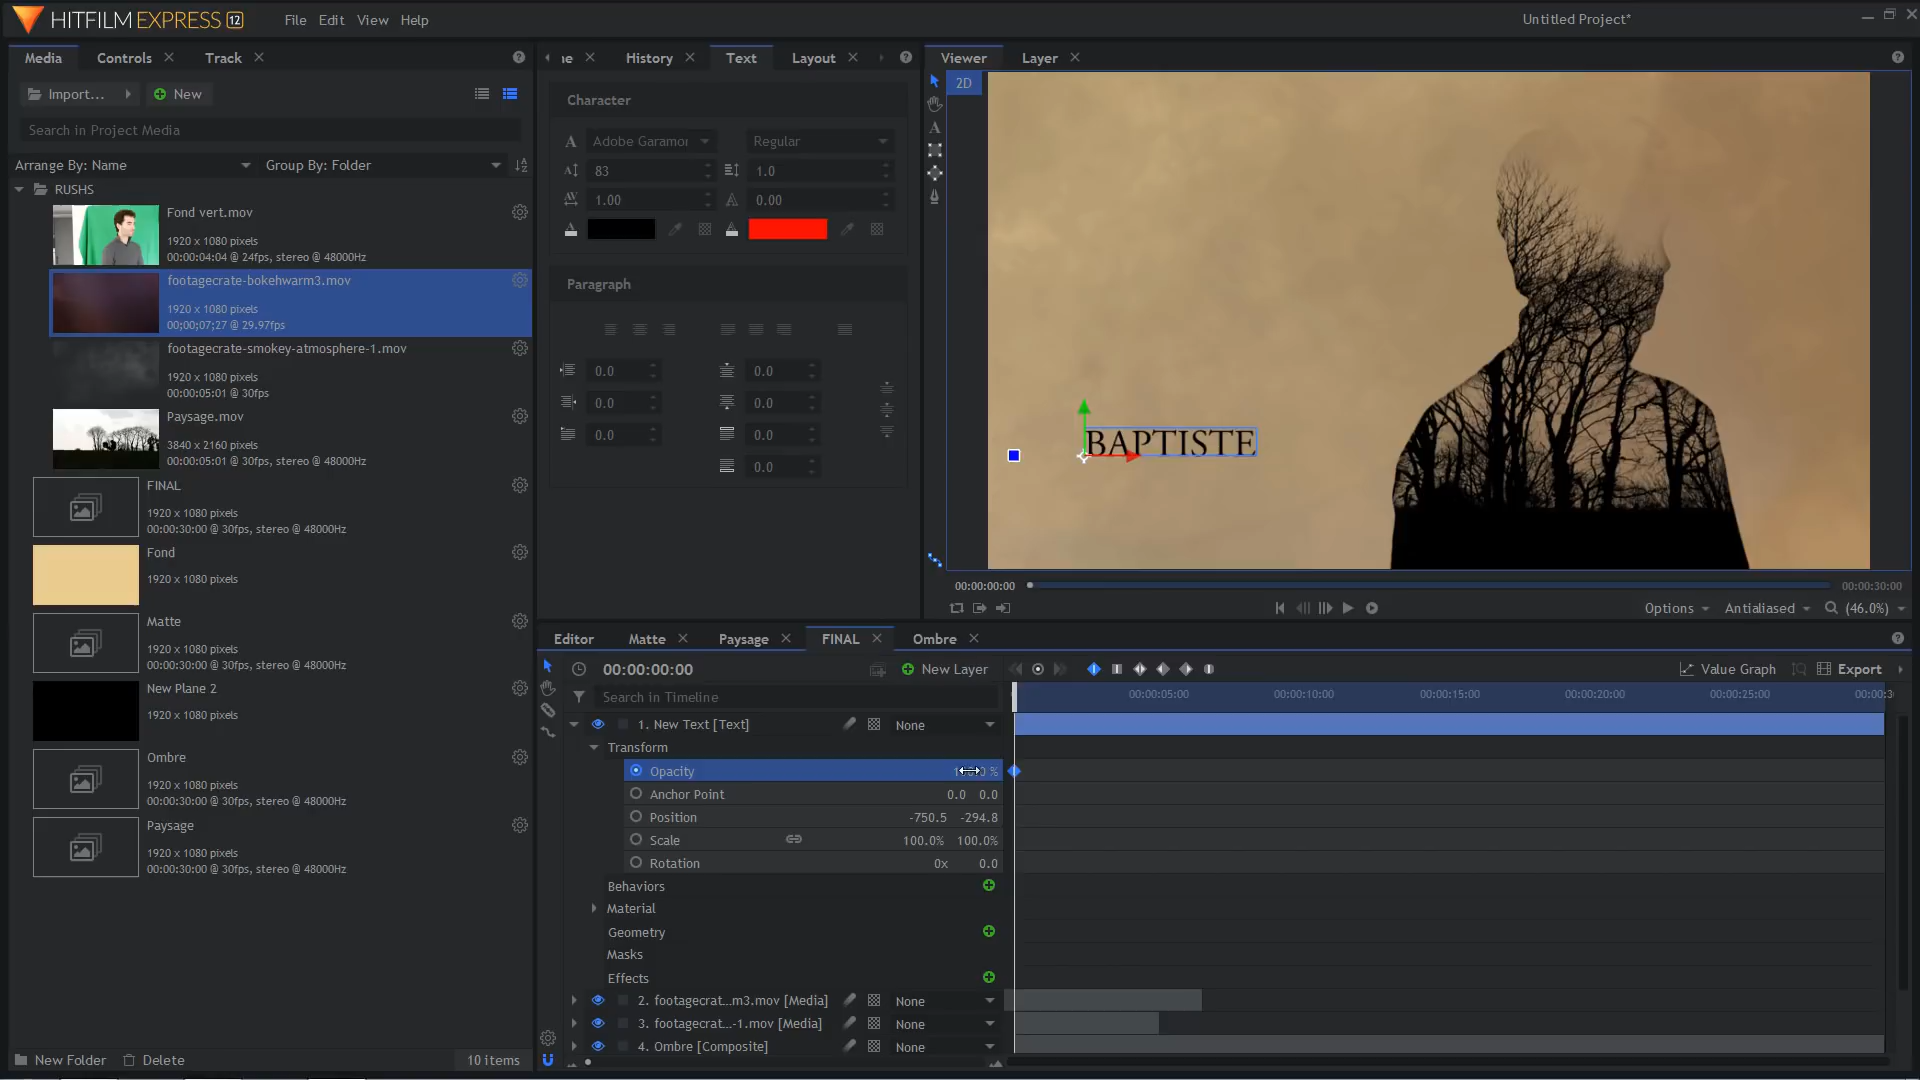 HITFILM EXPRESS 12
File Edit View Help
Untitled Project*
Media Controls Track
Import... New
Search in Project Media
Arrange By: Name Group By: Folder
RUSHS
Fond vert.mov
1920 x 1080 pixels
00:00:04:04 @ 24fps, stereo @ 48000Hz
footagecrate-bokehwarm3.mov
1920 x 1080 pixels
00;00;07;27 @ 29.97fps
footagecrate-smokey-atmosphere-1.mov
1920 x 1080 pixels
00:00:05:01 @ 30fps
Paysage.mov
3840 x 2160 pixels
00:00:05:01 @ 30fps, stereo @ 48000Hz
FINAL
1920 x 1080 pixels
00:00:30:00 @ 30fps, stereo @ 48000Hz
Fond
1920 x 1080 pixels
Matte
1920 x 1080 pixels
00:00:30:00 @ 30fps, stereo @ 48000Hz
New Plane 2
1920 x 1080 pixels
Ombre
1920 x 1080 pixels
00:00:30:00 @ 30fps, stereo @ 48000Hz
Paysage
1920 x 1080 pixels
00:00:30:00 @ 30fps, stereo @ 48000Hz
New Folder Delete 10 items
ne History Text Layout
Character
Adobe Garamor Regular
83 1.0
1.00 0.00
Paragraph
0.0 0.0
0.0 0.0
0.0 0.0
0.0
Viewer Layer
2D
BAPTISTE
00:00:00:00 00:00:30:00
Options Antialiased (46.0%)
Editor Matte Paysage FINAL Ombre
00:00:00:00 New Layer Value Graph Export
Search in Timeline
00:00:05:00 00:00:10:00 00:00:15:00 00:00:20:00 00:00:25:00 00:00:3
1. New Text [Text] None
Transform
Opacity %
Anchor Point 0.0 0.0
Position -750.5 -294.8
Scale 100.0% 100.0%
Rotation 0x 0.0
Behaviors
Material
Geometry
Masks
Effects
2. footagecrat...m3.mov [Media] None
3. footagecrat...-1.mov [Media] None
4. Ombre [Composite] None